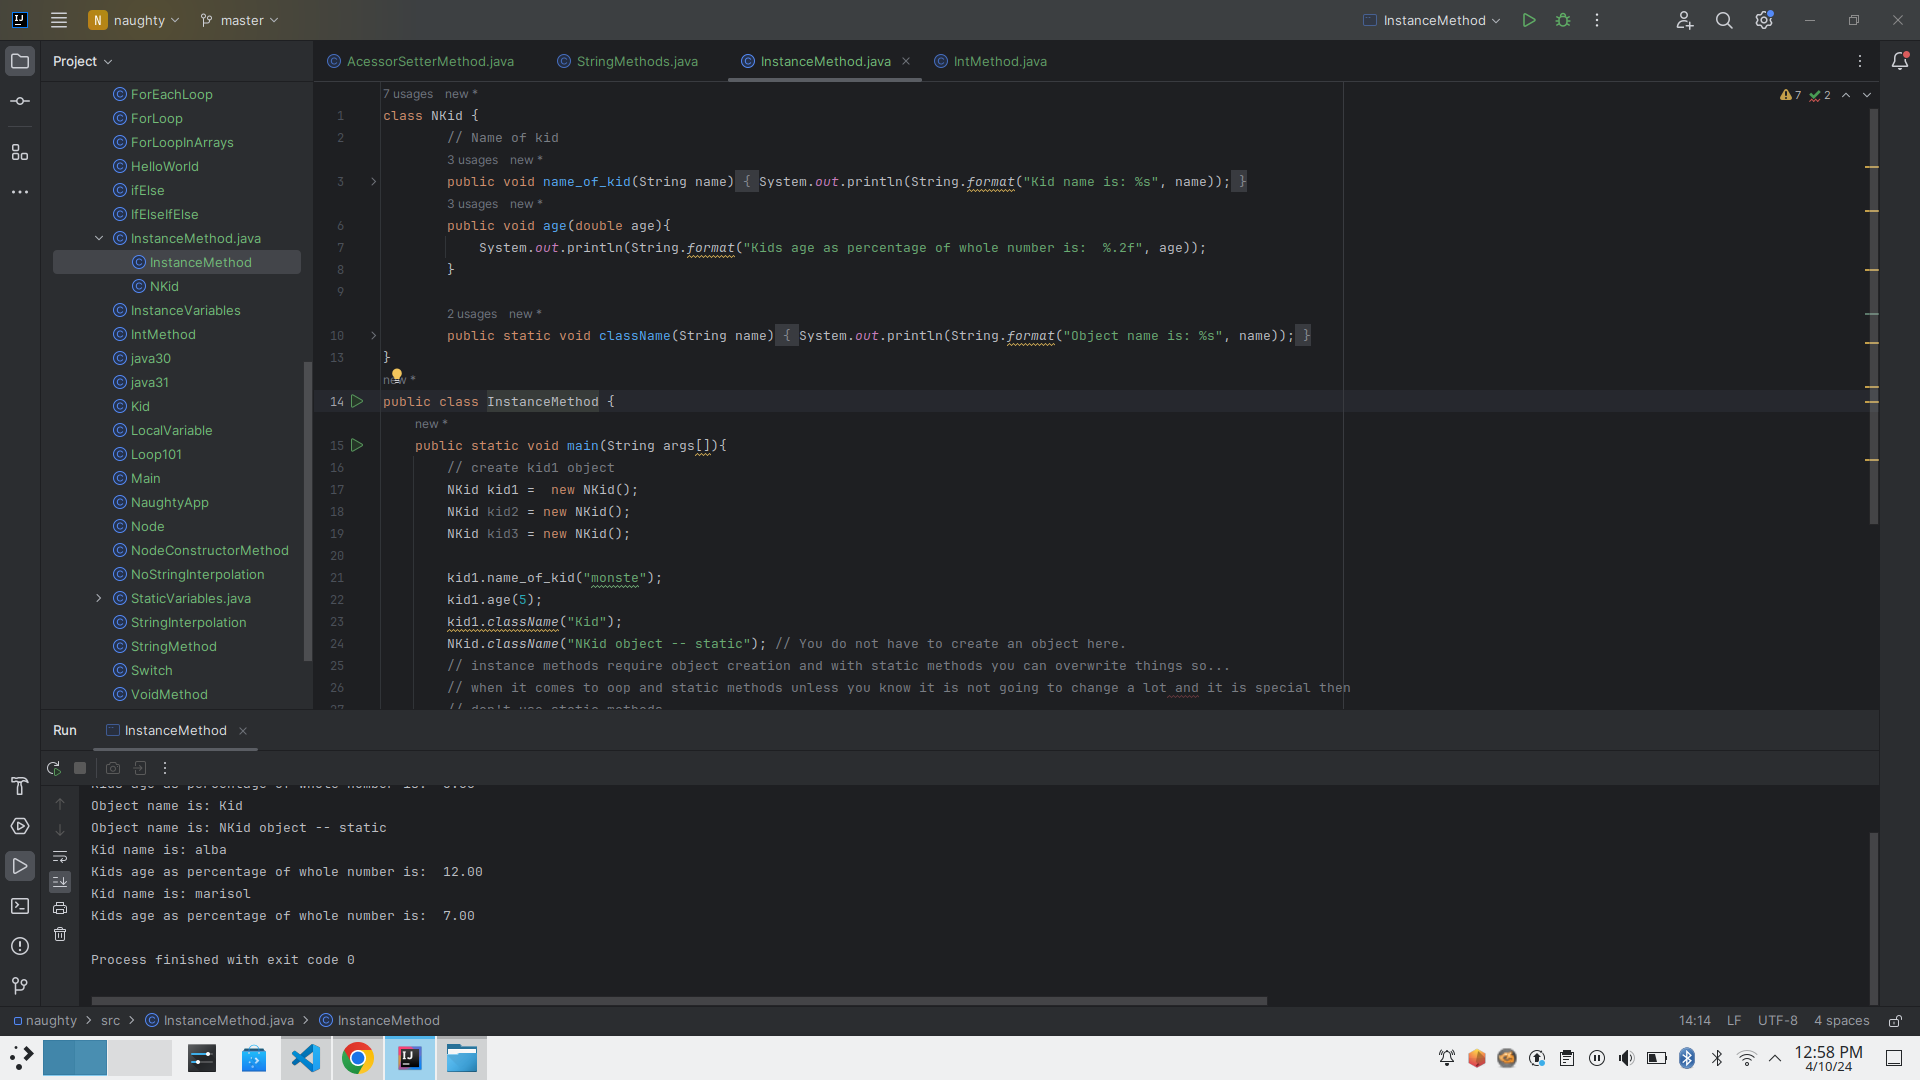 naughty master InstanceMethod
Project
AcessorSetterMethod.java StringMethods.java InstanceMethod.java IntMethod.java
ForEachLoop
ForLoop
ForLoopInArrays
HelloWorld
ifElse
IfElseIfElse
InstanceMethod.java
InstanceMethod
NKid
InstanceVariables
IntMethod
java30
java31
Kid
LocalVariable
Loop101
Main
NaughtyApp
Node
NodeConstructorMethod
NoStringInterpolation
StaticVariables.java
StringInterpolation
StringMethod
Switch
VoidMethod
7 usages new *
7 2
1 class NKid {
2 // Name of kid
3 usages new *
3 public void name_of_kid(String name) { System.out.println(String.format("Kid name is: %s", name)); }
3 usages new *
6 public void age(double age){
7 System.out.println(String.format("Kids age as percentage of whole number is:  %.2f", age));
8 }
9
2 usages new *
10 public static void className(String name) { System.out.println(String.format("Object name is: %s", name)); }
13 }
new *
14 public class InstanceMethod {
new *
15 public static void main(String args[]){
16 // create kid1 object
17 NKid kid1 =  new NKid();
18 NKid kid2 = new NKid();
19 NKid kid3 = new NKid();
20
21 kid1.name_of_kid("monste");
22 kid1.age(5);
23 kid1.className("Kid");
24 NKid.className("NKid object -- static"); // You do not have to create an object here.
25 // instance methods require object creation and with static methods you can overwrite things so...
26 // when it comes to oop and static methods unless you know it is not going to change a lot and it is special then
27 // don't use static methods
Run InstanceMethod
Kids age as percentage of whole number is:  5.00
Object name is: Kid
Object name is: NKid object -- static
Kid name is: alba
Kids age as percentage of whole number is:  12.00
Kid name is: marisol
Kids age as percentage of whole number is:  7.00
Process finished with exit code 0
naughty > src > InstanceMethod.java > InstanceMethod
14:14 LF UTF-8 4 spaces
12:58 PM
4/10/24